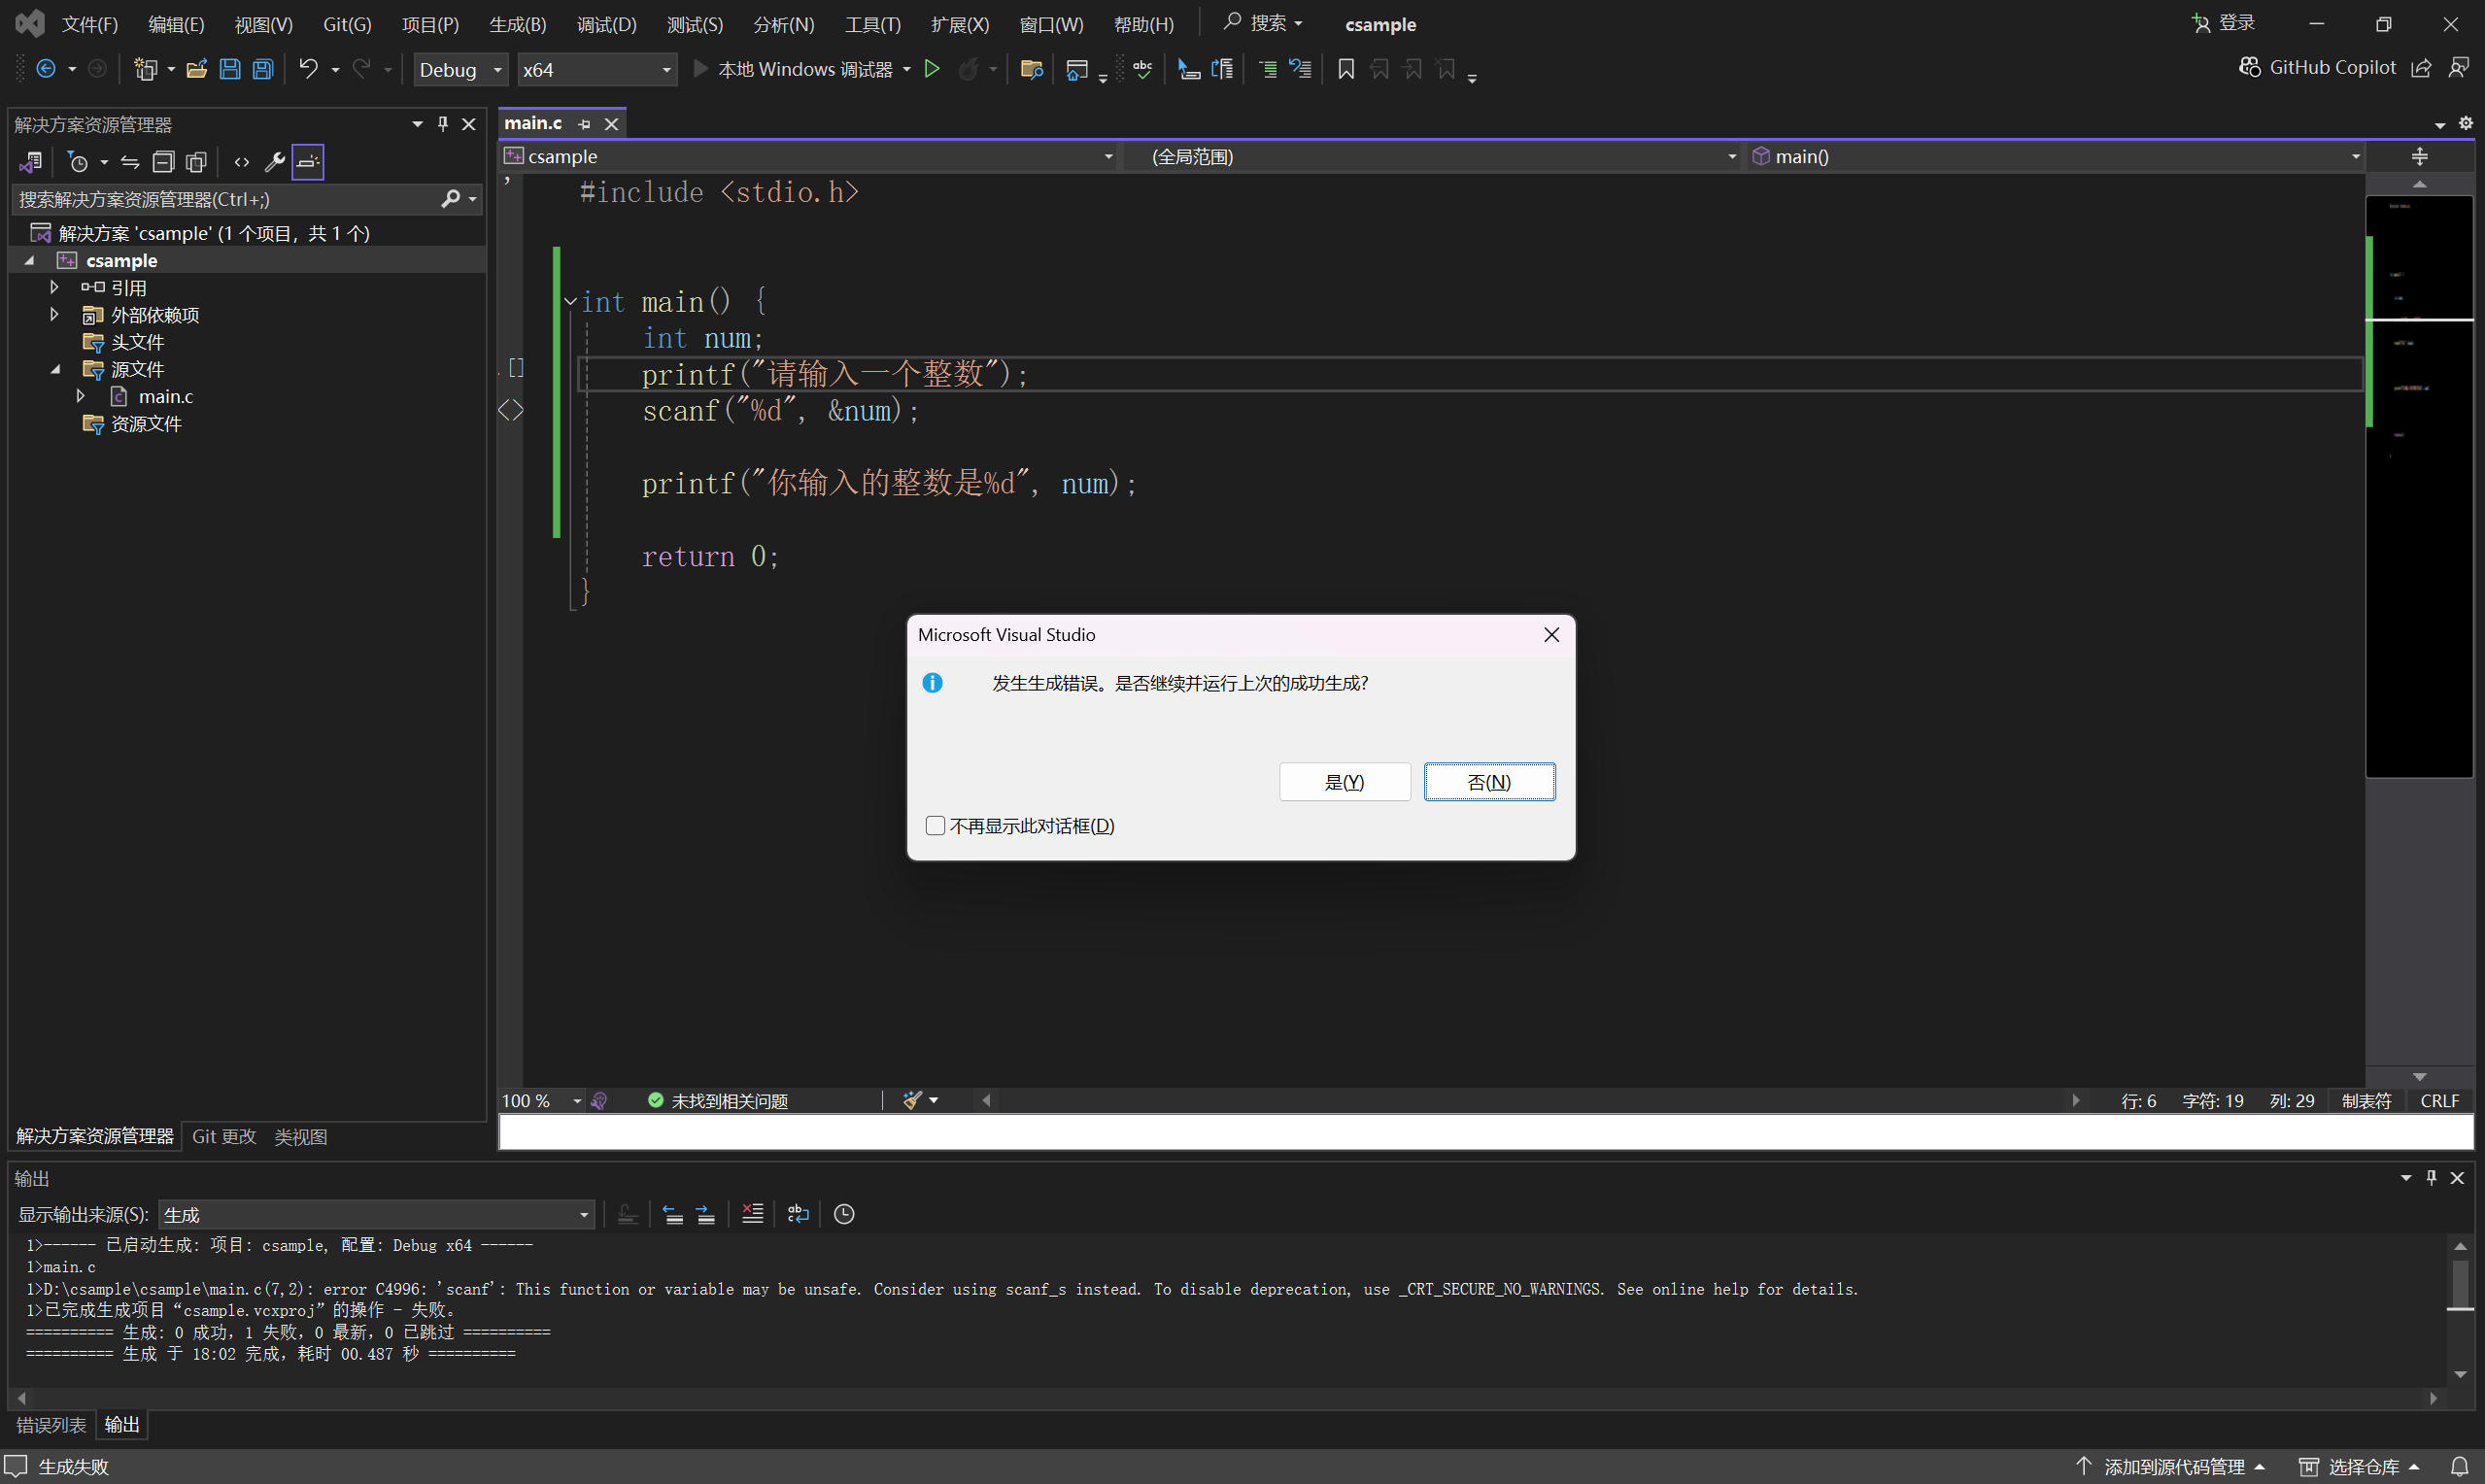 文件(F) 编辑(E) 视图(V) Git(G) 项目(P) 生成(B) 调试(D) 测试(S) 分析(N) 工具(T) 扩展(X) 窗口(W) 帮助(H) 搜索 csample 登录
Debug x64 本地 Windows 调试器 GitHub Copilot
解决方案资源管理器
搜索解决方案资源管理器(Ctrl+;)
解决方案 'csample' (1 个项目，共 1 个)
csample
引用
外部依赖项
头文件
源文件
main.c
资源文件
解决方案资源管理器 Git 更改 类视图
main.c
csample (全局范围) main()
#include <stdio.h>
int main() {
int num;
printf("请输入一个整数");
scanf("%d", &num);
printf("你输入的整数是%d", num);
return 0;
}
Microsoft Visual Studio
发生生成错误。是否继续并运行上次的成功生成?
是(Y) 否(N)
不再显示此对话框(D)
100 % 未找到相关问题 行: 6 字符: 19 列: 29 制表符 CRLF
输出
显示输出来源(S): 生成
1>------ 已启动生成: 项目: csample, 配置: Debug x64 ------
1>main.c
1>D:\csample\csample\main.c(7,2): error C4996: 'scanf': This function or variable may be unsafe. Consider using scanf_s instead. To disable deprecation, use _CRT_SECURE_NO_WARNINGS. See online help for details.
1>已完成生成项目“csample.vcxproj”的操作 - 失败。
========== 生成: 0 成功，1 失败，0 最新，0 已跳过 ==========
========== 生成 于 18:02 完成，耗时 00.487 秒 ==========
错误列表 输出
生成失败 添加到源代码管理 选择仓库